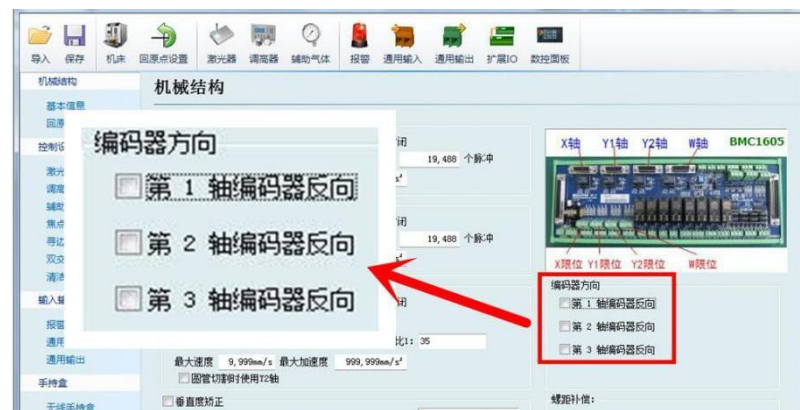 导入 保存 机床 回原点设置 激光器 调高器 辅助气体 报警 通用输入 通用输出 扩展IO 数控面板
机械结构
机械结构
基本信息
编码器方向
第 1 轴编码器反向
第 2 轴编码器反向
第 3 轴编码器反向
19,488 个脉冲
19,488 个脉冲
X轴 Y1轴 Y2轴 W轴 BMC1605
X限位 Y1限位 Y2限位 W限位
编码器方向
第 1 轴编码器反向
第 2 轴编码器反向
第 3 轴编码器反向
比1: 35
最大速度 9,999mm/s 最大加速度 999,999mm/s²
圆管切割时使用Y2轴
垂直度矫正
螺距补偿:
报警
通用输出
手持盒
无线手持盒